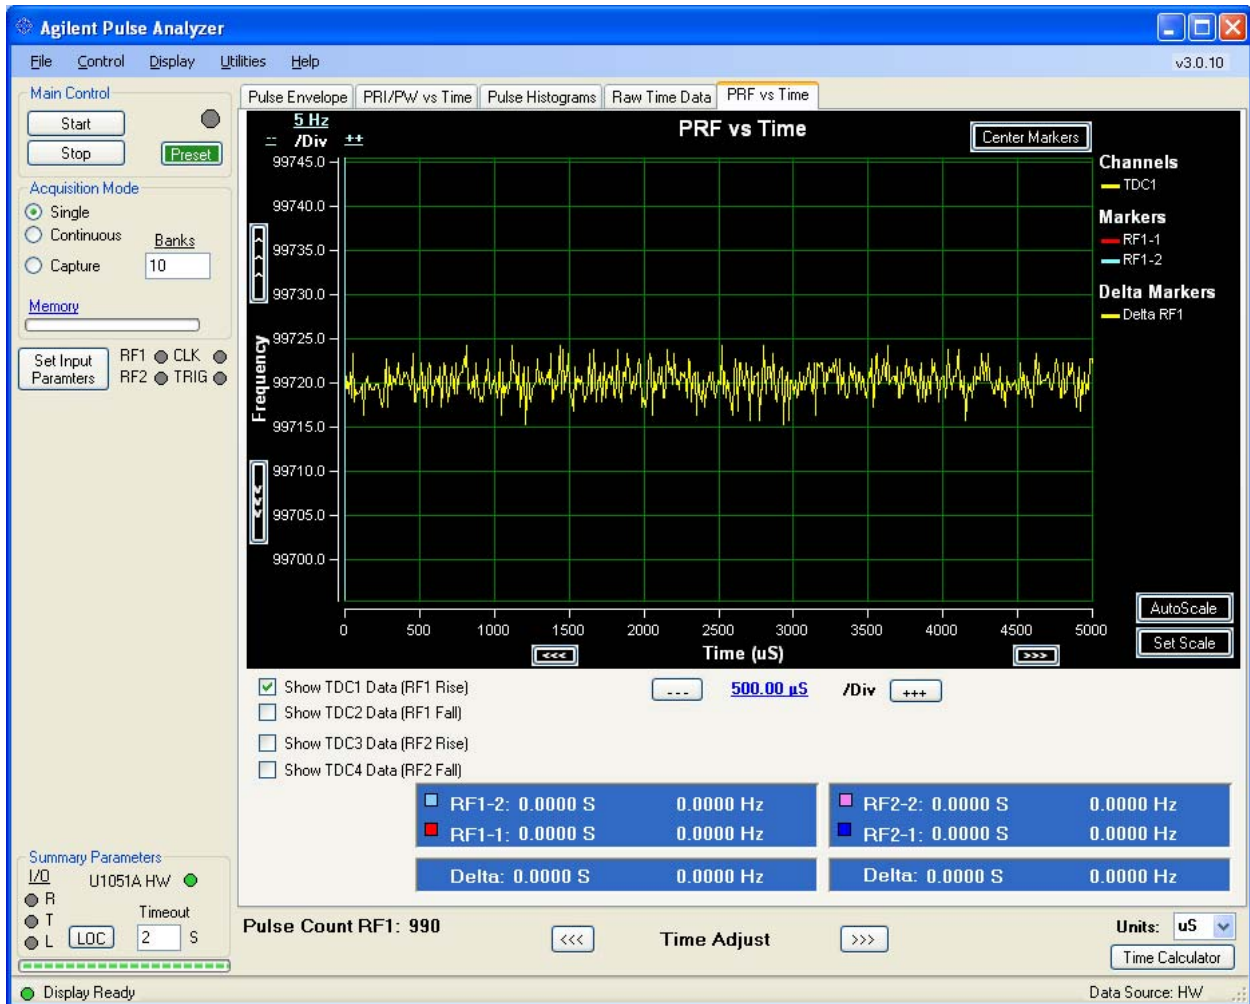 Agilent Pulse Analyzer
File Control Display Utilities Help v3.0.10
Main Control
Start
Stop Preset
Acquisition Mode
Single
Continuous Banks
Capture 10
Memory
Set Input Paramters
RF1 CLK
RF2 TRIG
Pulse Envelope PRI/PW vs Time Pulse Histograms Raw Time Data PRF vs Time
5 Hz
-- /Div ++
PRF vs Time
Center Markers
99745.0
99740.0
99735.0
99730.0
99725.0
99720.0
99715.0
99710.0
99705.0
99700.0
Frequency
Channels
TDC1
Markers
RF1-1
RF1-2
Delta Markers
Delta RF1
AutoScale
Set Scale
0 500 1000 1500 2000 2500 3000 3500 4000 4500 5000
<<< Time (uS) >>>
Show TDC1 Data (RF1 Rise)
Show TDC2 Data (RF1 Fall)
Show TDC3 Data (RF2 Rise)
Show TDC4 Data (RF2 Fall)
--- 500.00 µS /Div +++
RF1-2: 0.0000 S 0.0000 Hz
RF1-1: 0.0000 S 0.0000 Hz
Delta: 0.0000 S 0.0000 Hz
RF2-2: 0.0000 S 0.0000 Hz
RF2-1: 0.0000 S 0.0000 Hz
Delta: 0.0000 S 0.0000 Hz
Summary Parameters
I/O U1051A HW
R
T Timeout
L LOC 2 S
Pulse Count RF1: 990
<<< Time Adjust >>>
Units: uS
Time Calculator
Display Ready Data Source: HW